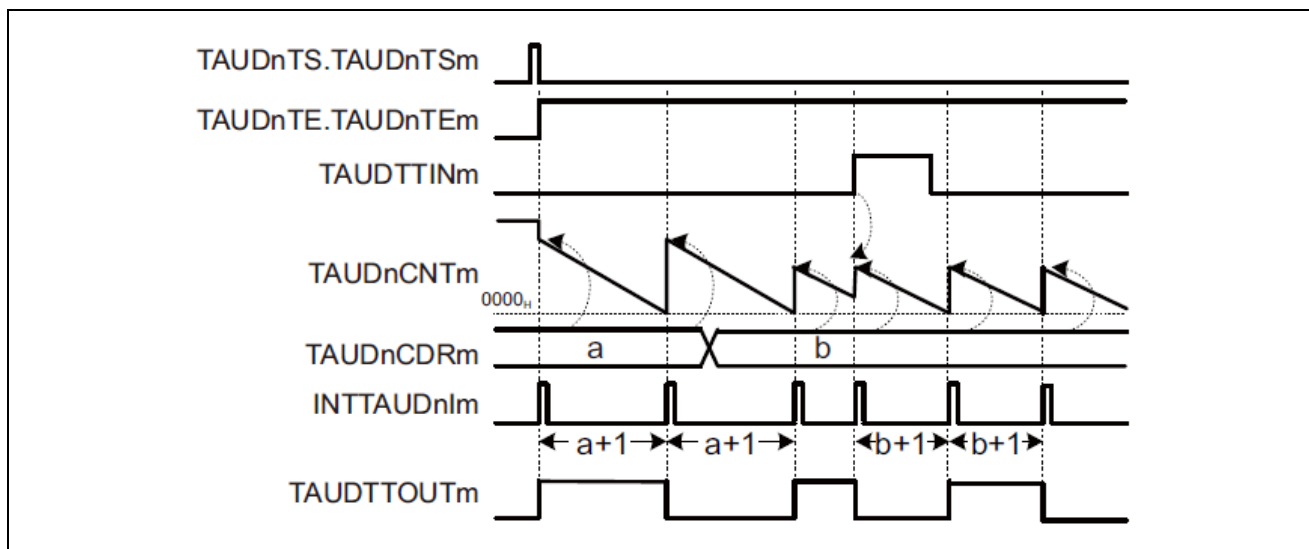 TAUDnTS.TAUDnTSm
TAUDnTE.TAUDnTEm
TAUDTTINm
TAUDnCNTm
0000H
TAUDnCDRm
a
b
INTTAUDnIm
a+1 a+1 b+1 b+1
TAUDTTOUTm